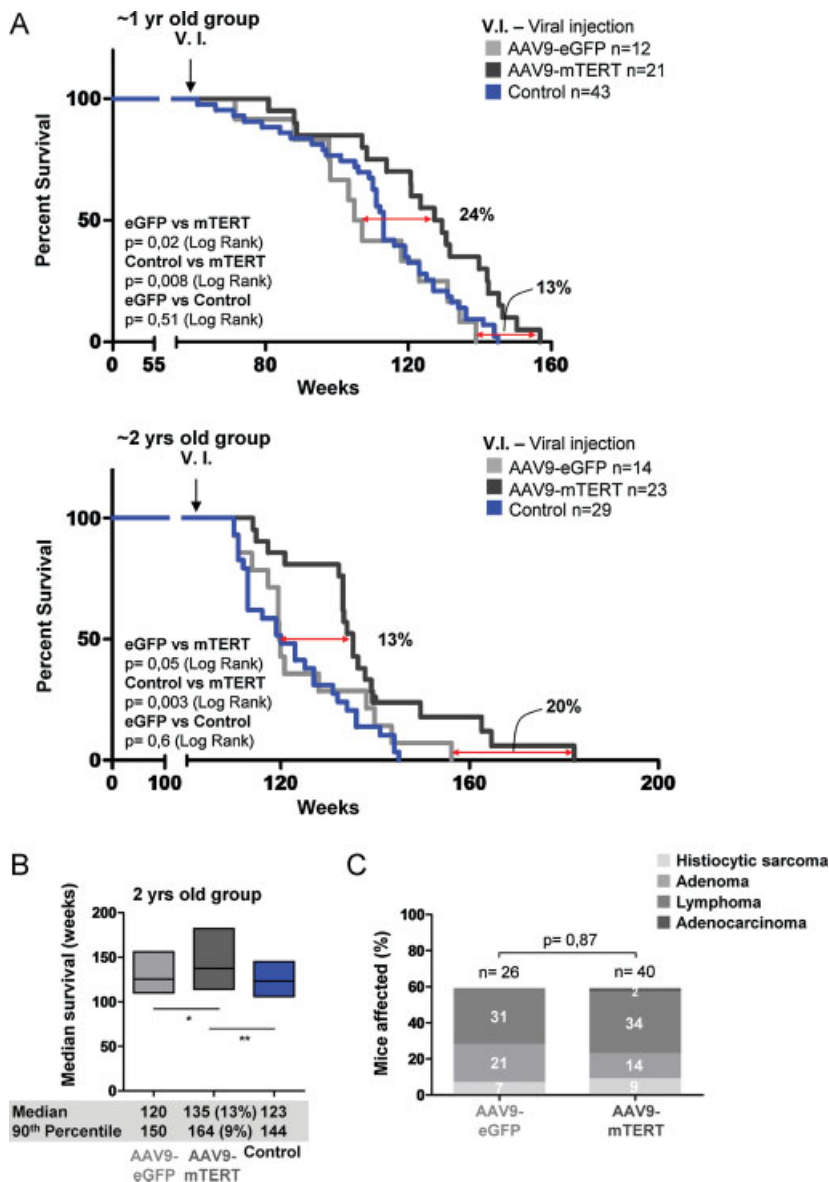 A
~1 yr old group
V. I.
V.I. – Viral injection
AAV9-eGFP n=12
AAV9-mTERT n=21
Control n=43
Percent Survival
100
50
0
24%
13%
eGFP vs mTERT
p= 0,02 (Log Rank)
Control vs mTERT
p= 0,008 (Log Rank)
eGFP vs Control
p= 0,51 (Log Rank)
0 55 80 120 160
Weeks
~2 yrs old group
V. I.
V.I. – Viral injection
AAV9-eGFP n=14
AAV9-mTERT n=23
Control n=29
Percent Survival
100
50
0
13%
20%
eGFP vs mTERT
p= 0,05 (Log Rank)
Control vs mTERT
p= 0,003 (Log Rank)
eGFP vs Control
p= 0,6 (Log Rank)
0 100 120 160 200
Weeks
B
2 yrs old group
Median survival (weeks)
200
150
100
50
0
*
**
Median 120 135 (13%) 123
90th Percentile 150 164 (9%) 144
AAV9-eGFP AAV9-mTERT Control
C
Histiocytic sarcoma
Adenoma
Lymphoma
Adenocarcinoma
Mice affected (%)
100
80
60
40
20
0
p= 0,87
n= 26 n= 40
2
31 34
21 14
7 9
AAV9-eGFP AAV9-mTERT